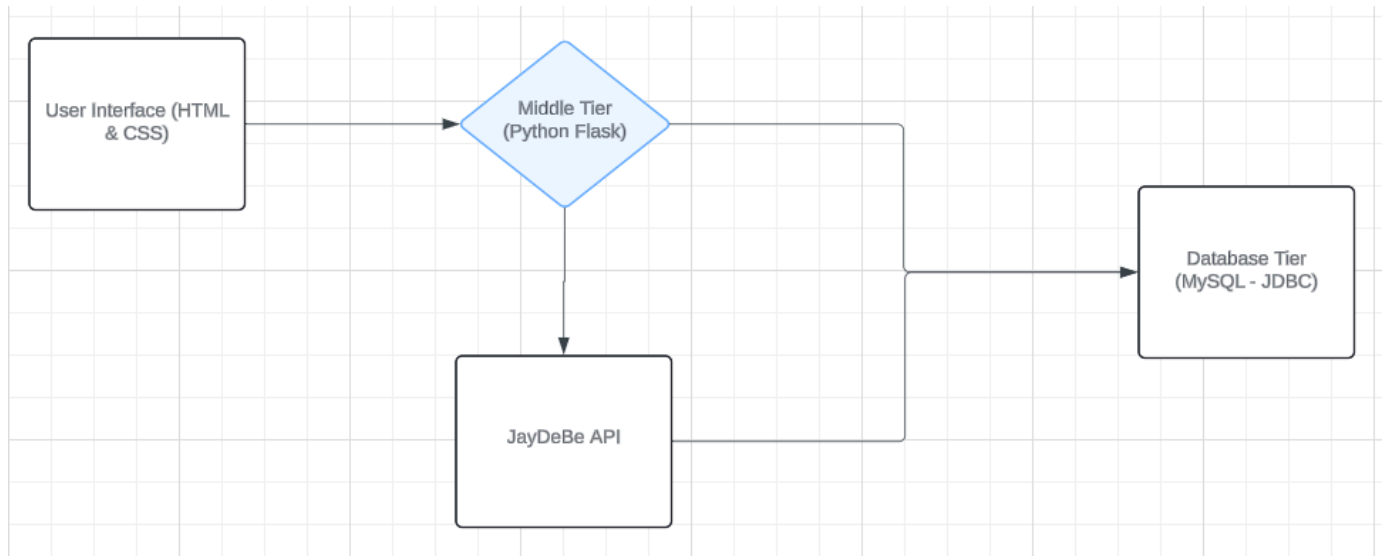 User Interface (HTML
& CSS)
Middle Tier
(Python Flask)
Database Tier
(MySQL - JDBC)
JayDeBe API